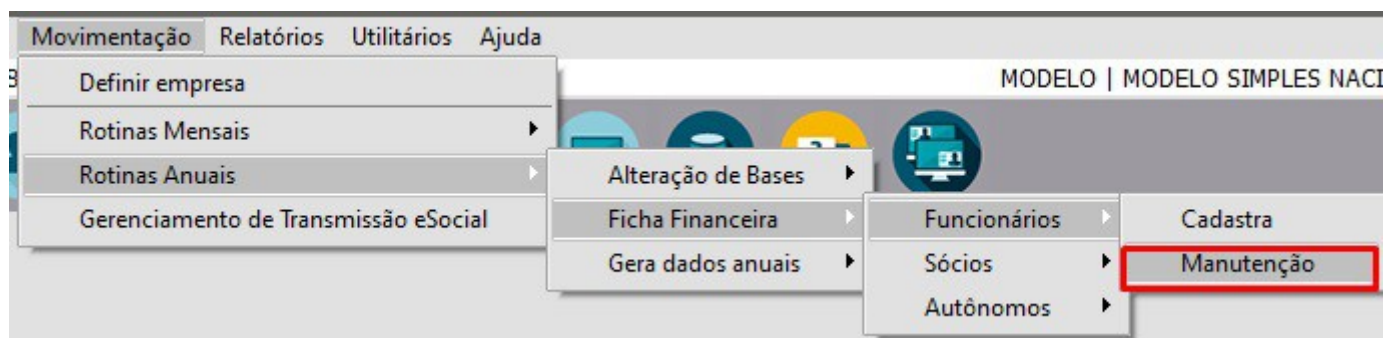 Movimentação Relatórios Utilitários Ajuda
Definir empresa
MODELO | MODELO SIMPLES NACI
Rotinas Mensais
Rotinas Anuais
Gerenciamento de Transmissão eSocial
Alteração de Bases
Ficha Financeira
Gera dados anuais
Funcionários
Sócios
Autônomos
Cadastra
Manutenção